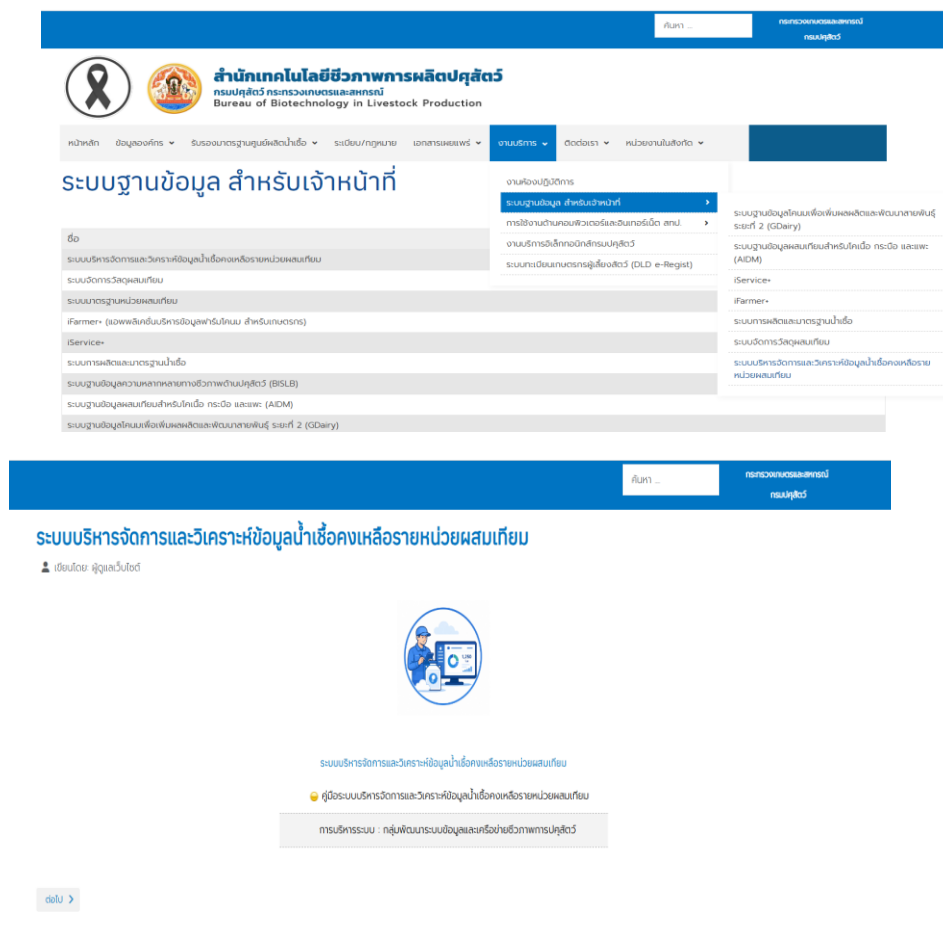 ค้นหา ...
กระทรวงเกษตรและสหกรณ์
กรมปศุสัตว์
สำนักเทคโนโลยีชีวภาพการผลิตปศุสัตว์
กรมปศุสัตว์ กระทรวงเกษตรและสหกรณ์
Bureau of Biotechnology in Livestock Production
หน้าหลัก ข้อมูลองค์กร รับรองมาตรฐานศูนย์ผลิตน้ำเชื้อ ระเบียบ/กฎหมาย เอกสารเผยแพร่ งานบริการ ติดต่อเรา หน่วยงานในสังกัด
ระบบฐานข้อมูล สำหรับเจ้าหน้าที่
งานห้องปฏิบัติการ
ระบบฐานข้อมูล สำหรับเจ้าหน้าที่
การใช้งานด้านคอมพิวเตอร์และอินเทอร์เน็ต สทป.
งานบริการอิเล็กทอนิกส์กรมปศุสัตว์
ระบบทะเบียนเกษตรกรผู้เลี้ยงสัตว์ (DLD e-Regist)
ระบบฐานข้อมูลโคนมเพื่อเพิ่มผลผลิตและพัฒนาสายพันธุ์
ระยะที่ 2 (GDairy)
ระบบฐานข้อมูลผสมเทียมสำหรับโคเนื้อ กระบือ และแพะ
(AIDM)
iService+
iFarmer+
ระบบการผลิตและมาตรฐานน้ำเชื้อ
ระบบจัดการวัสดุผสมเทียม
ระบบบริหารจัดการและวิเคราะห์ข้อมูลน้ำเชื้อคงเหลือราย
หน่วยผสมเทียม
ชื่อ
ระบบบริหารจัดการและวิเคราะห์ข้อมูลน้ำเชื้อคงเหลือรายหน่วยผสมเทียม
ระบบจัดการวัสดุผสมเทียม
ระบบมาตรฐานหน่วยผสมเทียม
iFarmer+ (แอพพลิเคชั่นบริหารข้อมูลฟาร์มโคนม สำหรับเกษตรกร)
iService+
ระบบการผลิตและมาตรฐานน้ำเชื้อ
ระบบฐานข้อมูลความหลากหลายทางชีวภาพด้านปศุสัตว์ (BISLB)
ระบบฐานข้อมูลผสมเทียมสำหรับโคเนื้อ กระบือ และแพะ (AIDM)
ระบบฐานข้อมูลโคนมเพื่อเพิ่มผลผลิตและพัฒนาสายพันธุ์ ระยะที่ 2 (GDairy)
ค้นหา ...
กระทรวงเกษตรและสหกรณ์
กรมปศุสัตว์
ระบบบริหารจัดการและวิเคราะห์ข้อมูลน้ำเชื้อคงเหลือรายหน่วยผสมเทียม
เขียนโดย: ผู้ดูแลเว็บไซต์
ระบบบริหารจัดการและวิเคราะห์ข้อมูลน้ำเชื้อคงเหลือรายหน่วยผสมเทียม
คู่มือระบบบริหารจัดการและวิเคราะห์ข้อมูลน้ำเชื้อคงเหลือรายหน่วยผสมเทียม
การบริหารระบบ : กลุ่มพัฒนาระบบข้อมูลและเครือข่ายชีวภาพการปศุสัตว์
ต่อไป